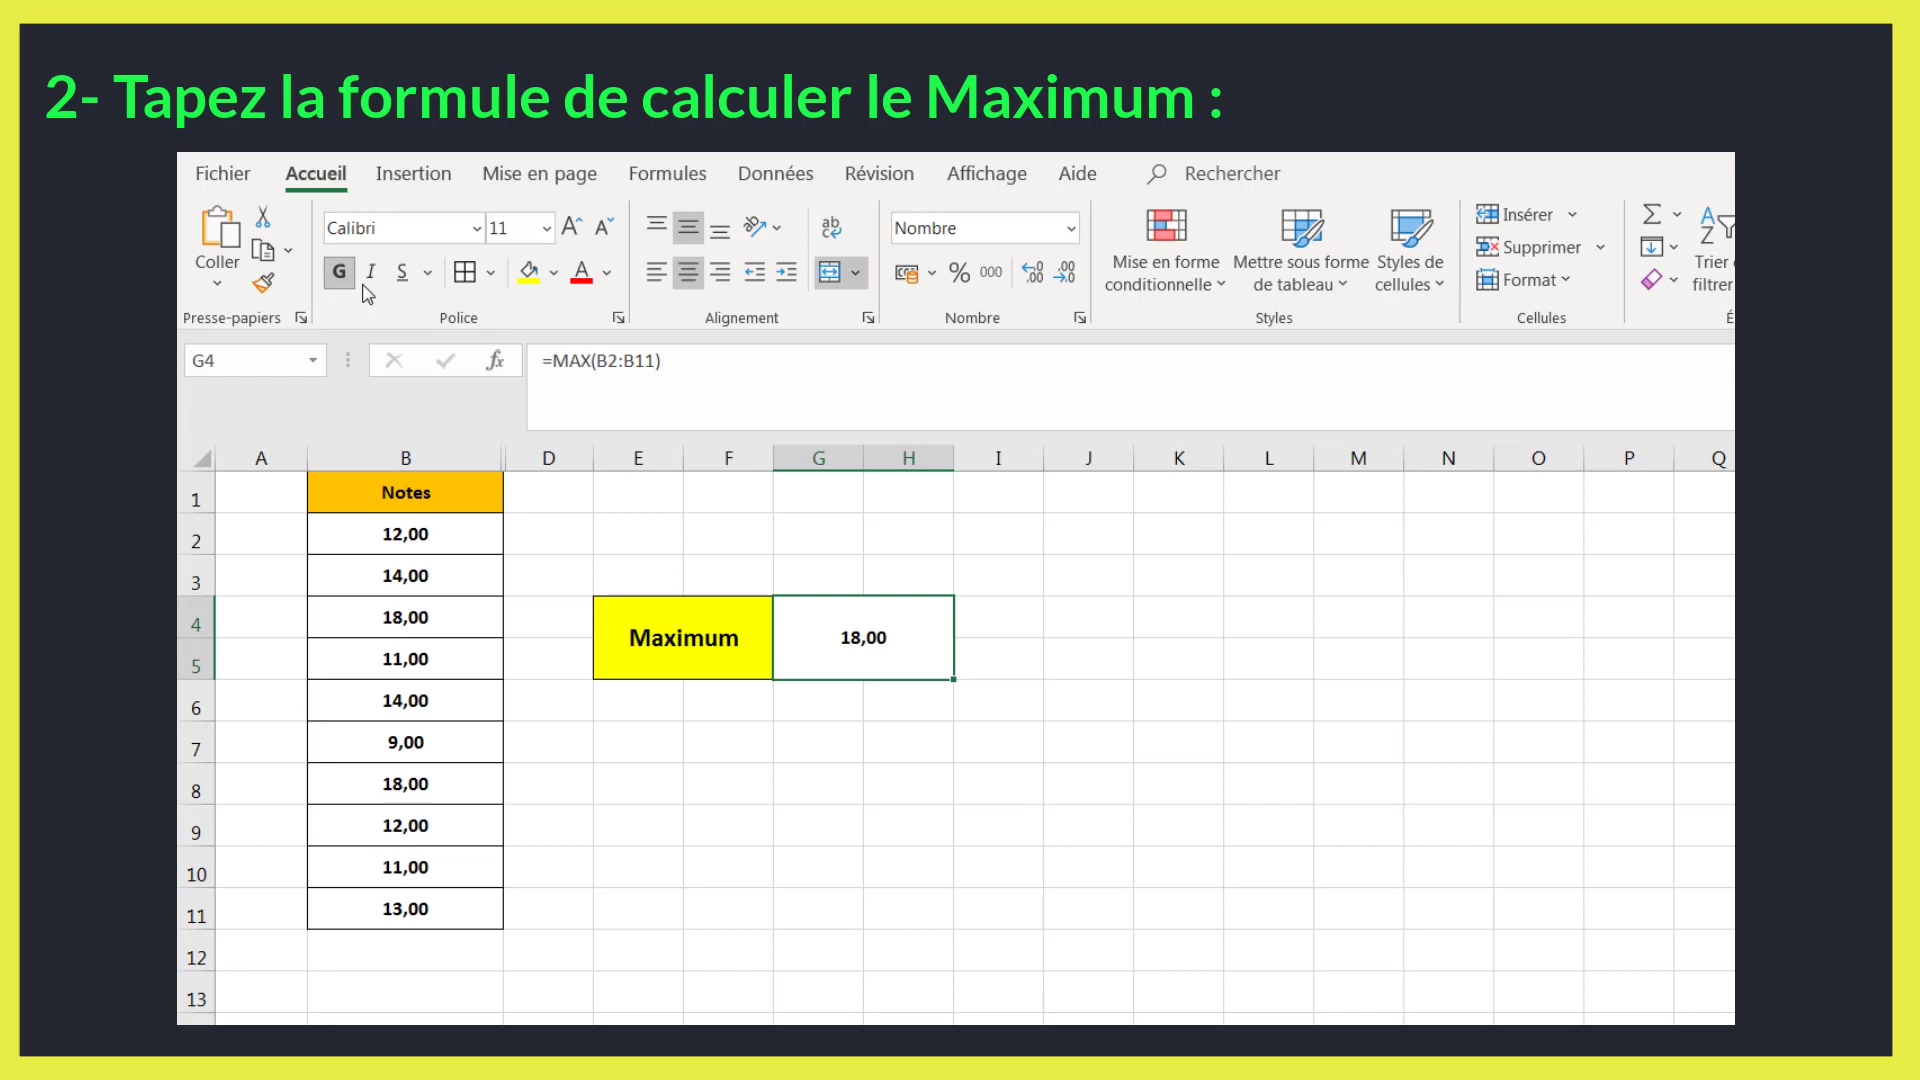 2- Tapez la formule de calculer le Maximum :
Fichier Accueil Insertion Mise en page Formules Données Révision Affichage Aide Rechercher
Calibri 11 Nombre
Coller
G I S
% 000
Mise en forme conditionnelle
Mettre sous forme de tableau
Styles de cellules
Insérer
Supprimer
Format
Trier
filtrer
Presse-papiers Police Alignement Nombre Styles Cellules É
G4 fx =MAX(B2:B11)
A B D E F G H I J K L M N O P Q
1 Notes
2 12,00
3 14,00
4 18,00
5 11,00
Maximum 18,00
6 14,00
7 9,00
8 18,00
9 12,00
10 11,00
11 13,00
12
13